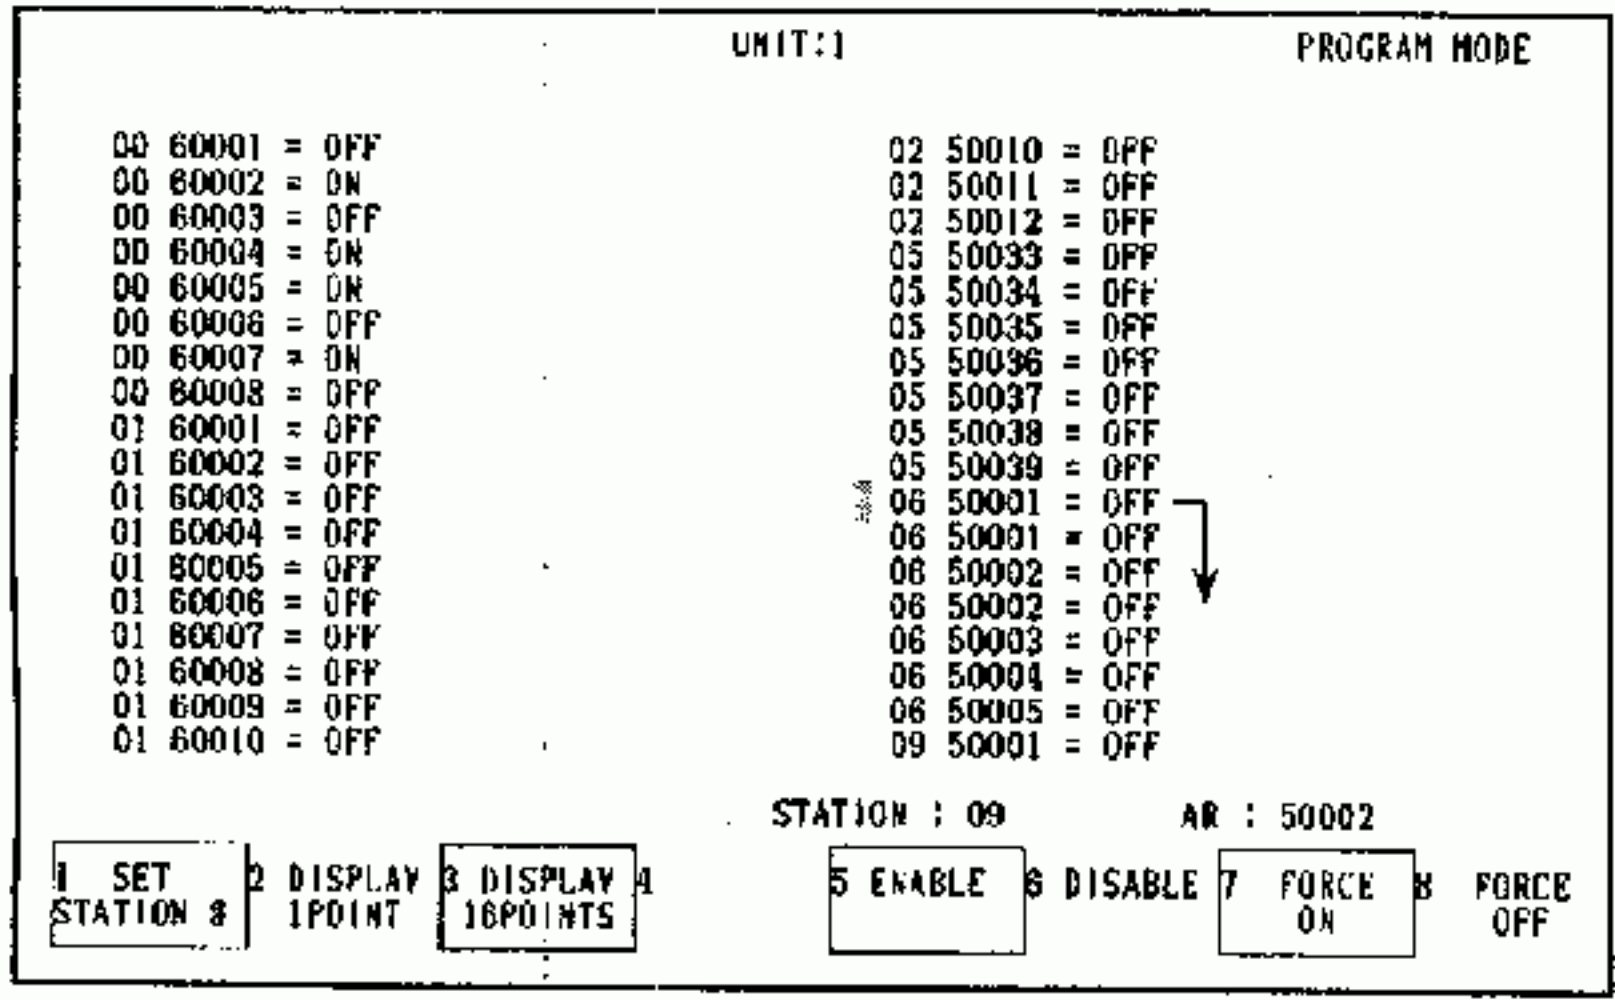 UNIT:1 PROGRAM MODE
00 60001 = OFF
00 60002 = ON
00 60003 = OFF
00 60004 = ON
00 60005 = ON
00 60006 = OFF
00 60007 = ON
00 60008 = OFF
01 60001 = OFF
01 60002 = OFF
01 60003 = OFF
01 60004 = OFF
01 60005 = OFF
01 60006 = OFF
01 60007 = OFF
01 60008 = OFF
01 60009 = OFF
01 60010 = OFF
02 50010 = OFF
02 50011 = OFF
02 50012 = OFF
05 50033 = OFF
05 50034 = OFF
05 50035 = OFF
05 50036 = OFF
05 50037 = OFF
05 50038 = OFF
05 50039 = OFF
06 50001 = OFF
06 50001 = OFF
06 50002 = OFF
06 50002 = OFF
06 50003 = OFF
06 50004 = OFF
06 50005 = OFF
09 50001 = OFF
STATION : 09 AR : 50002
1 SET 2 DISPLAY 3 DISPLAY 4 5 ENABLE 6 DISABLE 7 FORCE 8 FORCE
STATION # 1POINT 16POINTS ON OFF